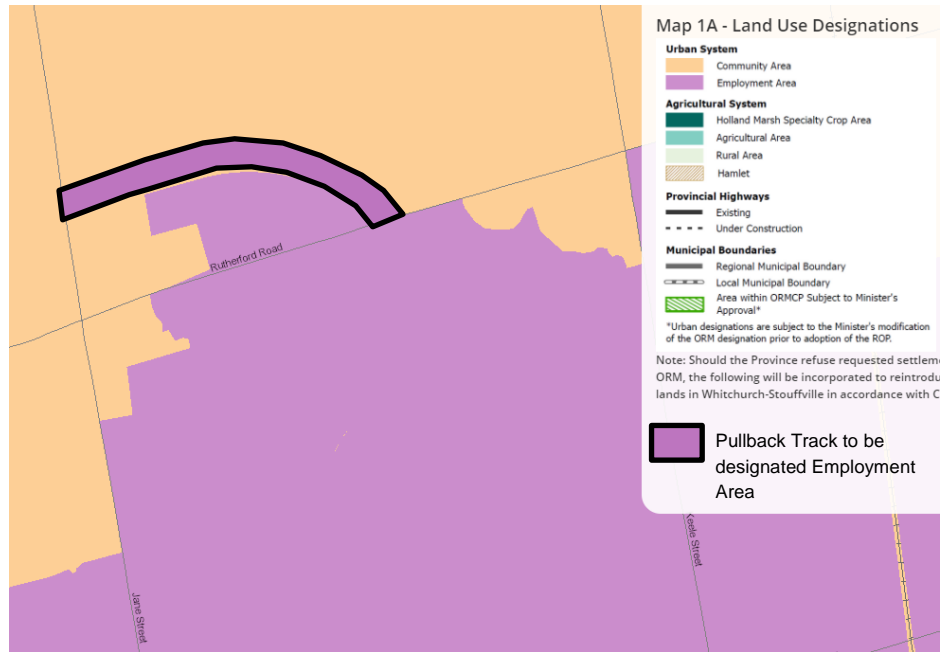 Map 1A - Land Use Designations
Urban System
Community Area
Employment Area
Agricultural System
Holland Marsh Specialty Crop Area
Agricultural Area
Rural Area
Hamlet
Provincial Highways
Existing
Under Construction
Municipal Boundaries
Regional Municipal Boundary
Local Municipal Boundary
Area within ORMCP Subject to Minister's
Approval*
*Urban designations are subject to the Minister's modification
of the ORM designation prior to adoption of the ROP.
Note: Should the Province refuse requested settleme
ORM, the following will be incorporated to reintrodu
lands in Whitchurch-Stouffville in accordance with C
Pullback Track to be
designated Employment
Area
Rutherford Road
Keele Street
Jane Street